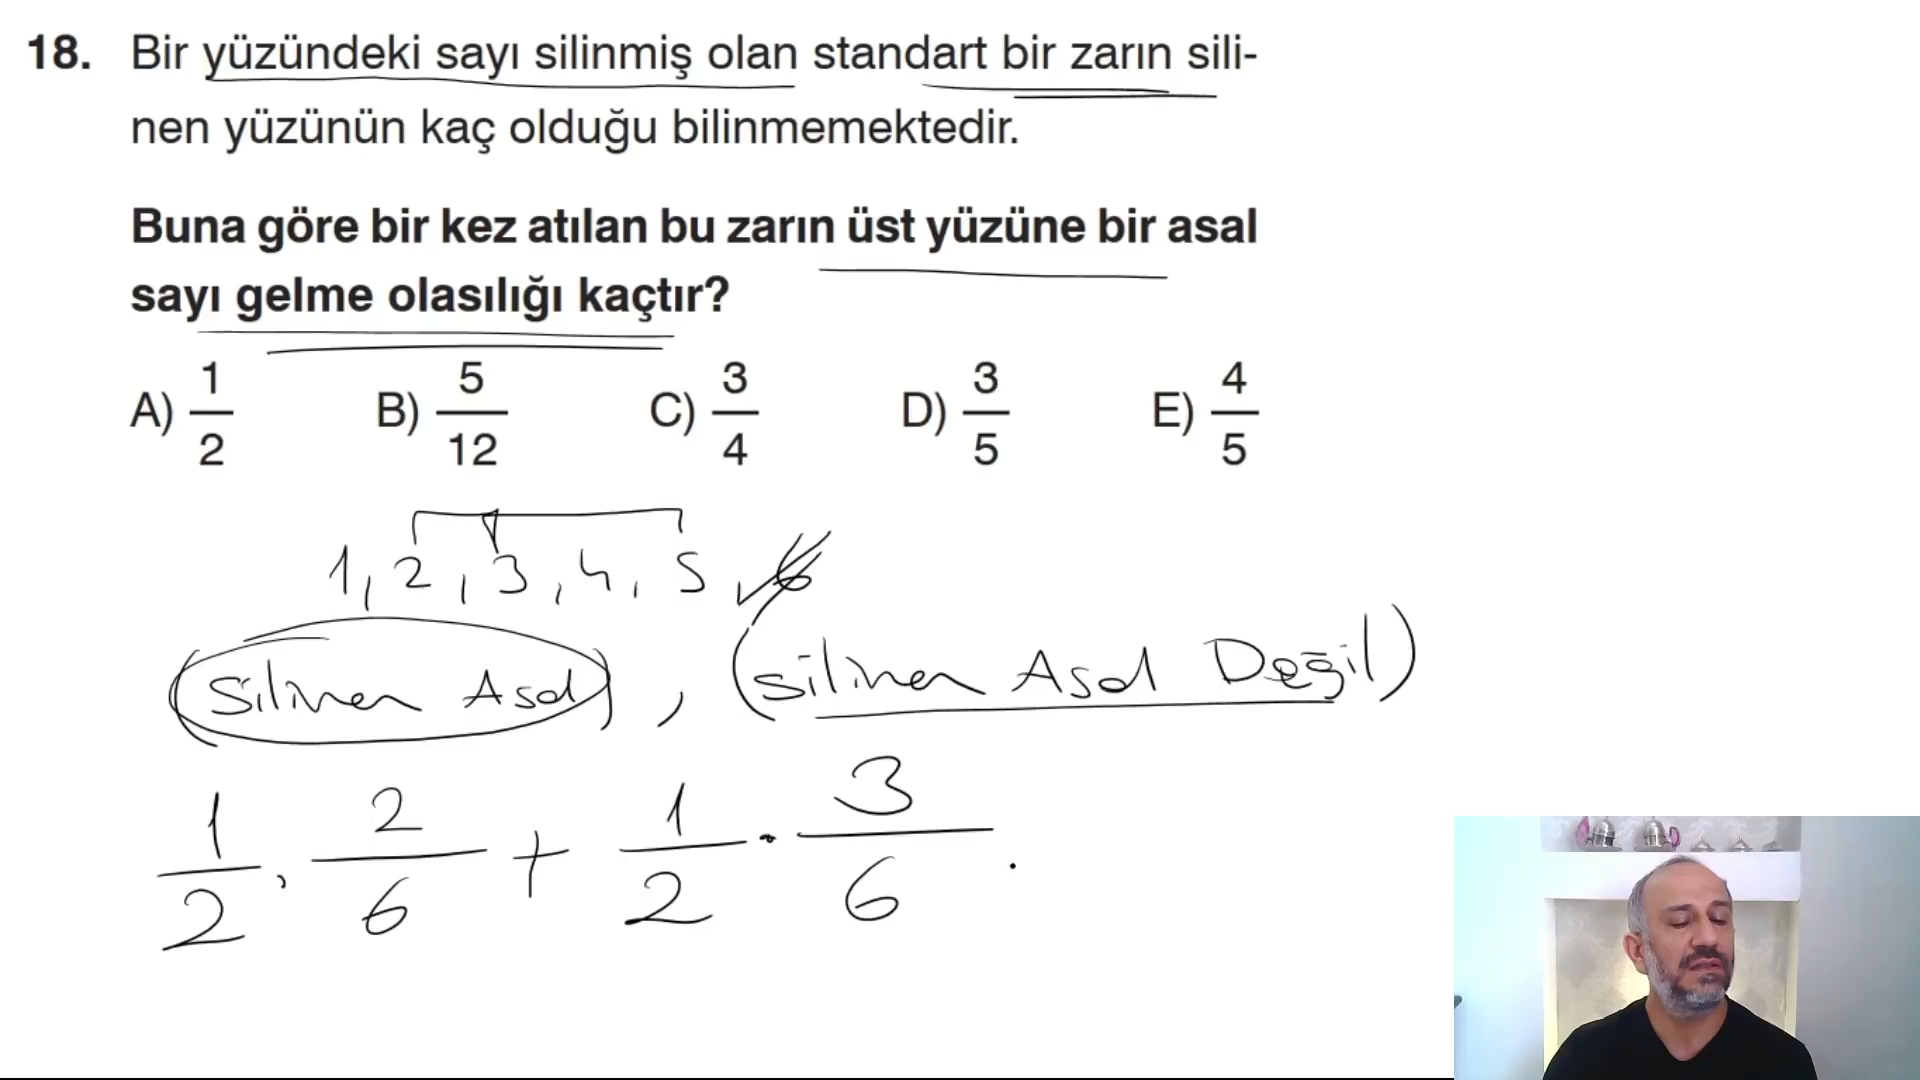 18. Bir yüzündeki sayı silinmiş olan standart bir zarın sili-
nen yüzünün kaç olduğu bilinmemektedir.
Buna göre bir kez atılan bu zarın üst yüzüne bir asal
sayı gelme olasılığı kaçtır?
A) 1/2 B) 5/12 C) 3/4 D) 3/5 E) 4/5
1, 2, 3, 4, 5, 6
(Silinen Asal), (silinen Asal Değil)
1/2 . 2/6 + 1/2 . 3/6 .